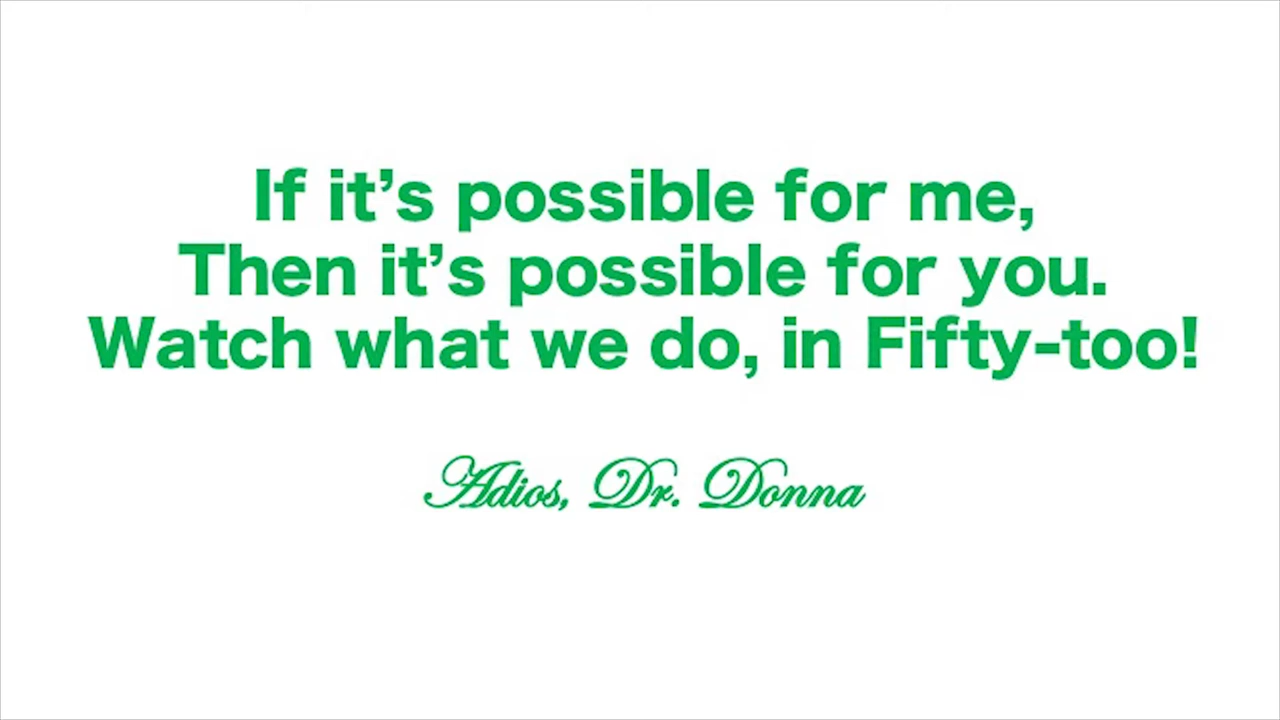 If it’s possible for me,
Then it’s possible for you.
Watch what we do, in Fifty-too!
Adios, Dr. Donna